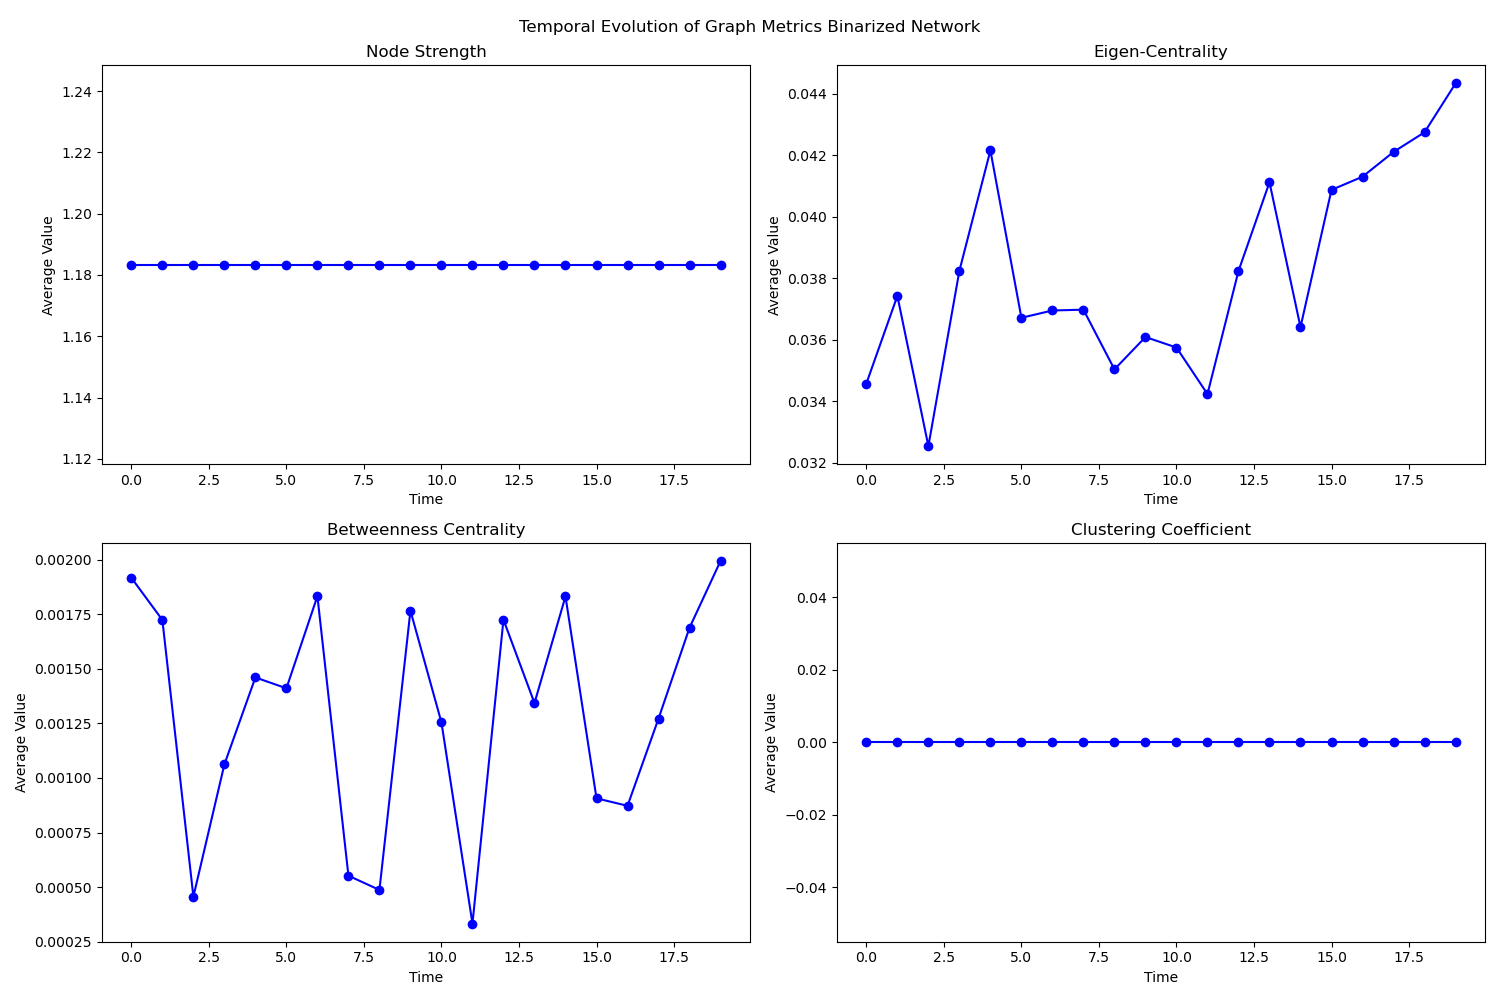 Temporal Evolution of Graph Metrics Binarized Network
Node Strength
1.24
1.22
1.20
1.18
1.16
1.14
1.12
Average Value
0.0 2.5 5.0 7.5 10.0 12.5 15.0 17.5
Time
Eigen-Centrality
0.044
0.042
0.040
0.038
0.036
0.034
0.032
Average Value
0.0 2.5 5.0 7.5 10.0 12.5 15.0 17.5
Time
Betweenness Centrality
0.00200
0.00175
0.00150
0.00125
0.00100
0.00075
0.00050
0.00025
Average Value
0.0 2.5 5.0 7.5 10.0 12.5 15.0 17.5
Time
Clustering Coefficient
0.04
0.02
0.00
−0.02
−0.04
Average Value
0.0 2.5 5.0 7.5 10.0 12.5 15.0 17.5
Time